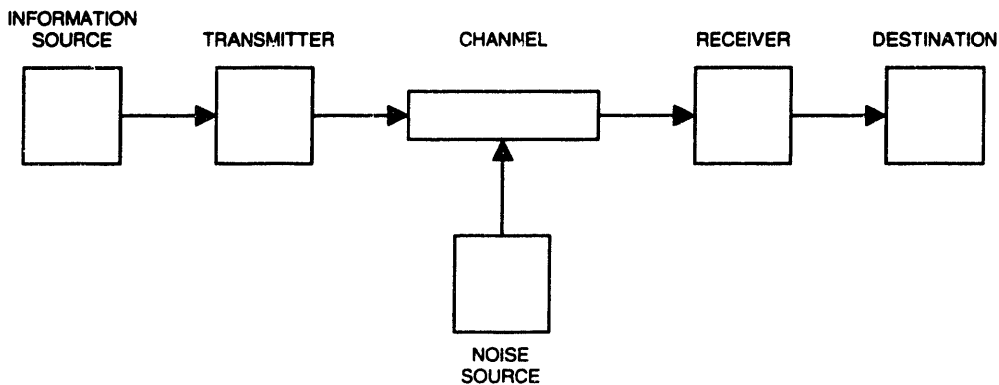 INFORMATION
SOURCE
TRANSMITTER
CHANNEL
RECEIVER
DESTINATION
NOISE
SOURCE